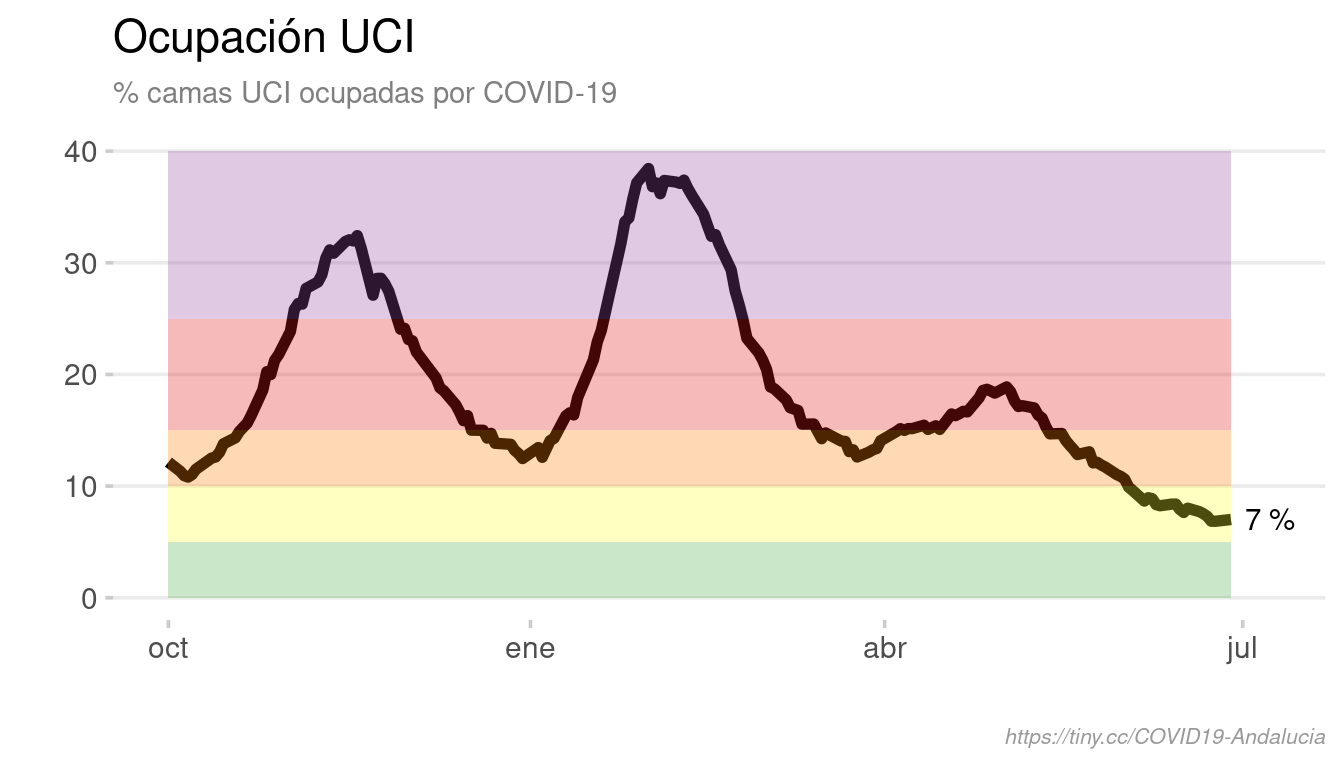 Ocupación UCI
% camas UCI ocupadas por COVID-19
40
30
20
10
0
7 %
oct ene abr jul
https://tiny.cc/COVID19-Andalucia